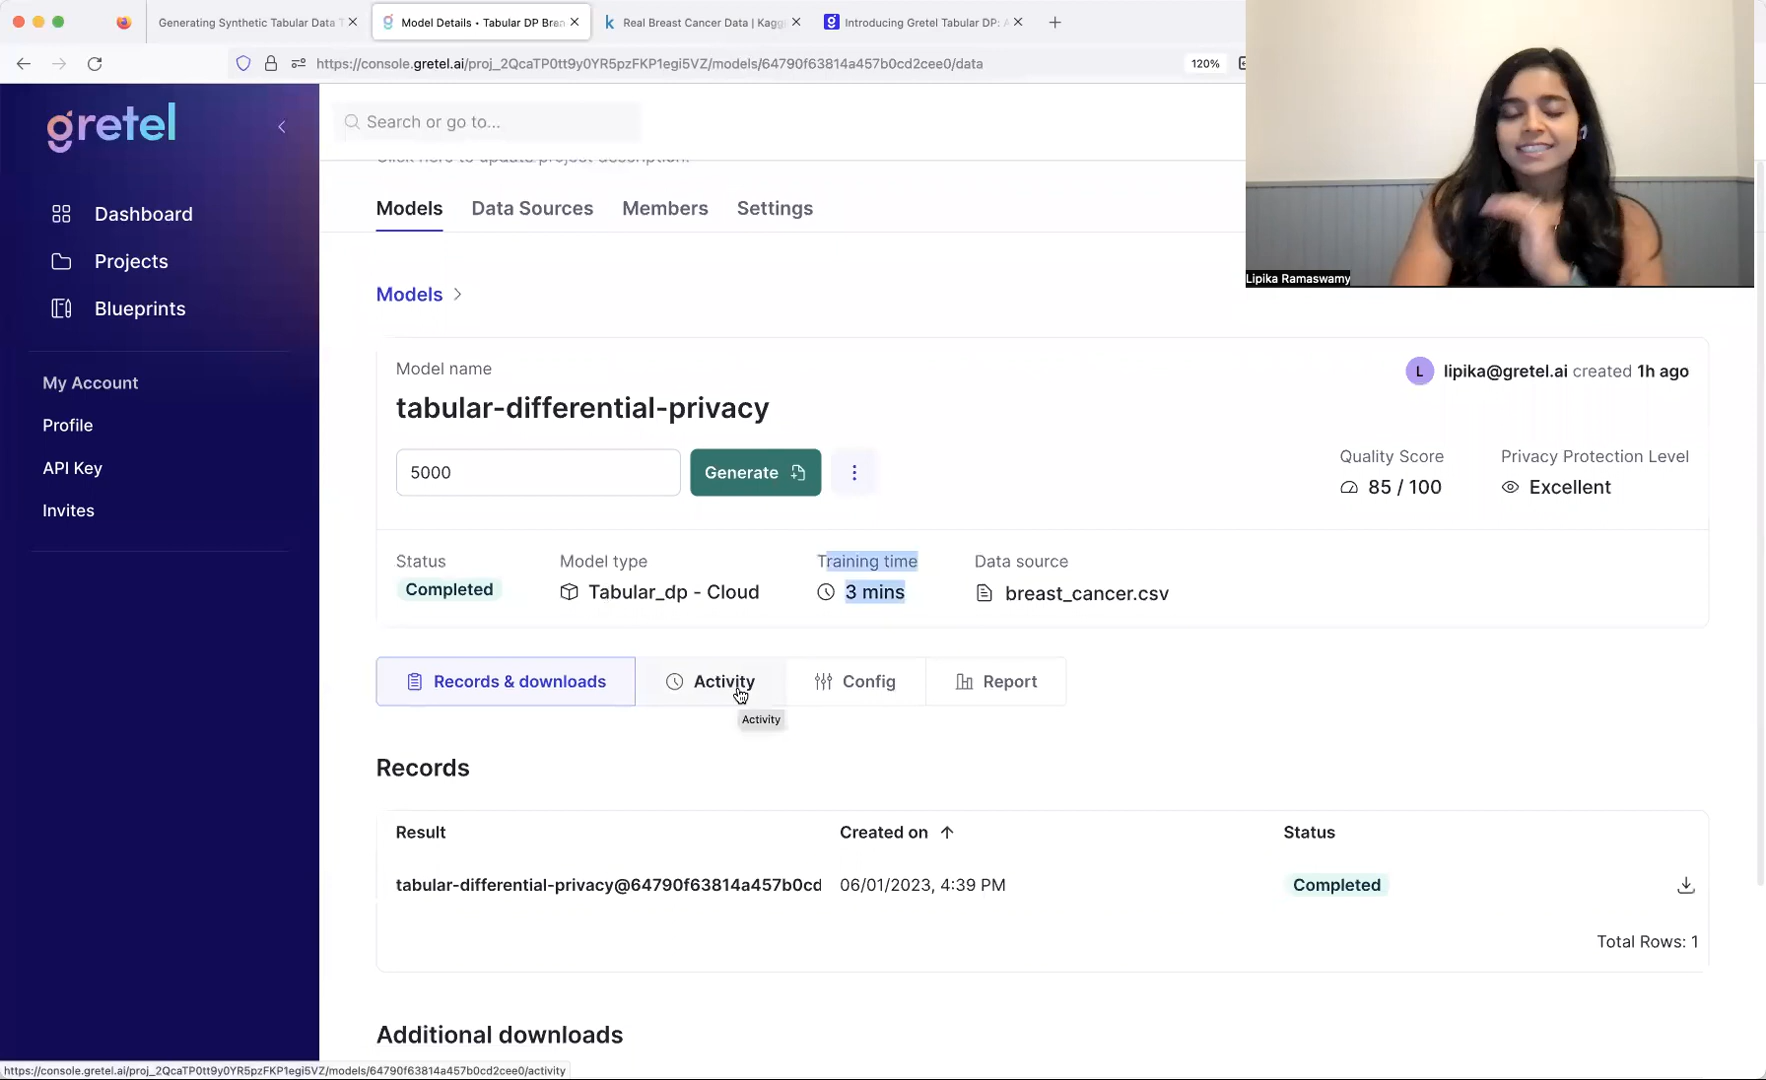 Generating Synthetic Tabular Data
Model Details • Tabular DP
Real Breast Cancer Data | Kagg
Introducing Gretel Tabular DP:
https://console.gretel.ai/proj_2QcaTP0tt9y0YR5pzFKP1egi5VZ/models/64790f63814a457b0cd2cee0/data
120%
gretel
Search or go to...
Click here to update project description.
Dashboard
Projects
Blueprints
My Account
Profile
API Key
Invites
Models Data Sources Members Settings
Lipika Ramaswamy
Models
Model name
tabular-differential-privacy
L lipika@gretel.ai created 1h ago
5000
Generate
Quality Score
85 / 100
Privacy Protection Level
Excellent
Status
Completed
Model type
Tabular_dp - Cloud
Training time
3 mins
Data source
breast_cancer.csv
Records & downloads Activity Config Report
Activity
Records
Result Created on Status
tabular-differential-privacy@64790f63814a457b0cd 06/01/2023, 4:39 PM Completed
Total Rows: 1
Additional downloads
https://console.gretel.ai/proj_2QcaTP0tt9y0YR5pzFKP1egi5VZ/models/64790f63814a457b0cd2cee0/activity